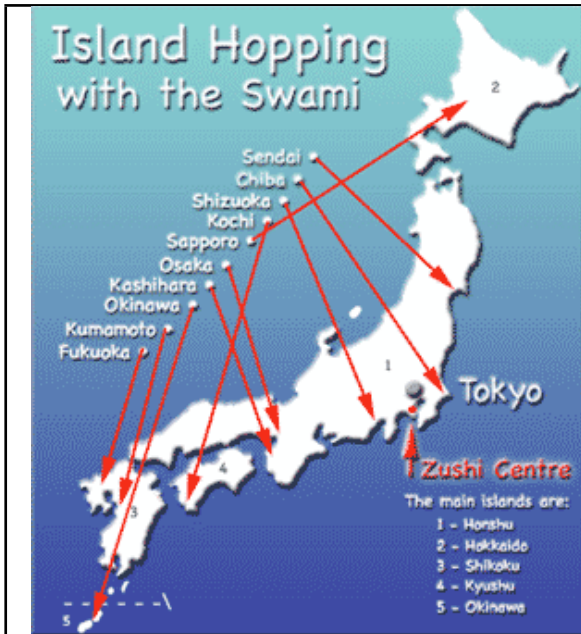 Island Hopping
with the Swami
2
Sendai
Chiba
Shizuoka
Kochi
Sapporo
Osaka
Kashihara
Okinawa
Kumamoto
Fukuoka
1
Tokyo
4
Zushi Centre
3
The main islands are:
1 - Honshu
2 - Hokkaido
3 - Shikoku
4 - Kyushu
5 - Okinawa
5